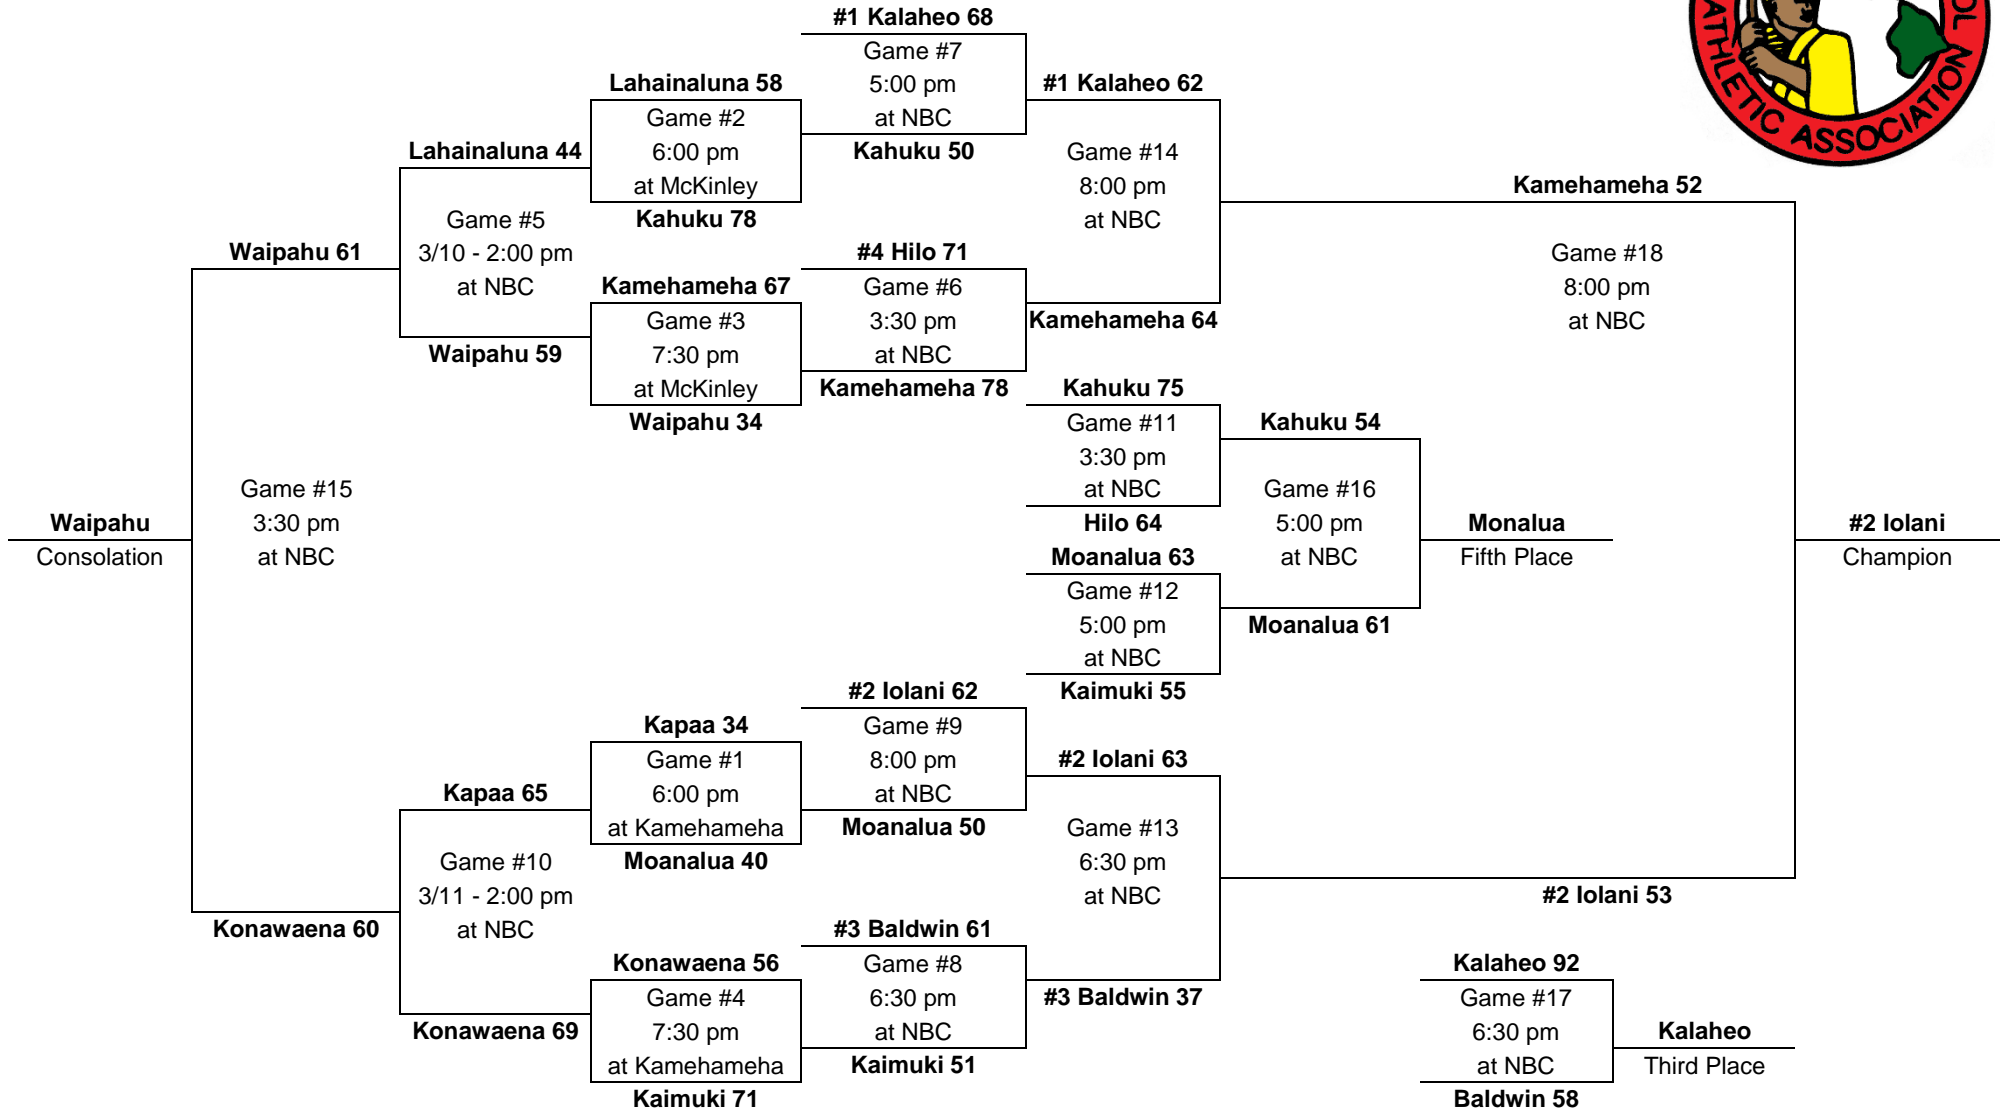 #1 Kalaheo 68
Game #7
5:00 pm
at NBC
Kahuku 50
Lahainaluna 58
Game #2
6:00 pm
at McKinley
Kahuku 78
#1 Kalaheo 62
Game #14
8:00 pm
at NBC
Kamehameha 64
Lahainaluna 44
Game #5
3/10 - 2:00 pm
at NBC
Waipahu 59
Kamehameha 52
Game #18
8:00 pm
at NBC
Waipahu 61
#4 Hilo 71
Game #6
3:30 pm
at NBC
Kamehameha 78
Kamehameha 67
Game #3
7:30 pm
at McKinley
Waipahu 34
Kahuku 75
Game #11
3:30 pm
at NBC
Hilo 64
Kahuku 54
Game #16
5:00 pm
at NBC
Moanalua 61
Game #15
3:30 pm
at NBC
Waipahu
Consolation
Monalua
Fifth Place
#2 Iolani
Champion
Moanalua 63
Game #12
5:00 pm
at NBC
Kaimuki 55
#2 Iolani 62
Game #9
8:00 pm
at NBC
Moanalua 50
Kapaa 34
Game #1
6:00 pm
at Kamehameha
Moanalua 40
#2 Iolani 63
Game #13
6:30 pm
at NBC
#3 Baldwin 37
Kapaa 65
Game #10
3/11 - 2:00 pm
at NBC
Konawaena 69
#2 Iolani 53
Konawaena 60
#3 Baldwin 61
Game #8
6:30 pm
at NBC
Kaimuki 51
Konawaena 56
Game #4
7:30 pm
at Kamehameha
Kaimuki 71
Kalaheo 92
Game #17
6:30 pm
at NBC
Baldwin 58
Kalaheo
Third Place
ATHLETIC ASSOCIATION